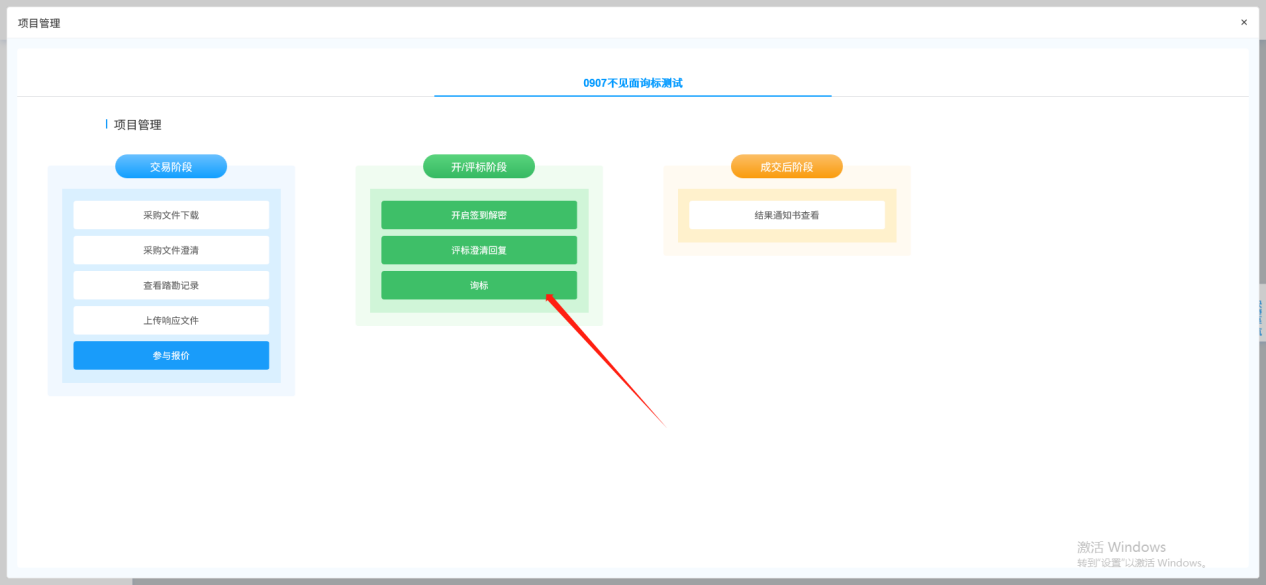 项目管理
×
0907不见面询标测试
项目管理
交易阶段
采购文件下载
采购文件澄清
查看踏勘记录
上传响应文件
参与报价
开/评标阶段
开启签到解密
评标澄清回复
询标
成交后阶段
结果通知书查看
激活 Windows
转到“设置”以激活 Windows。